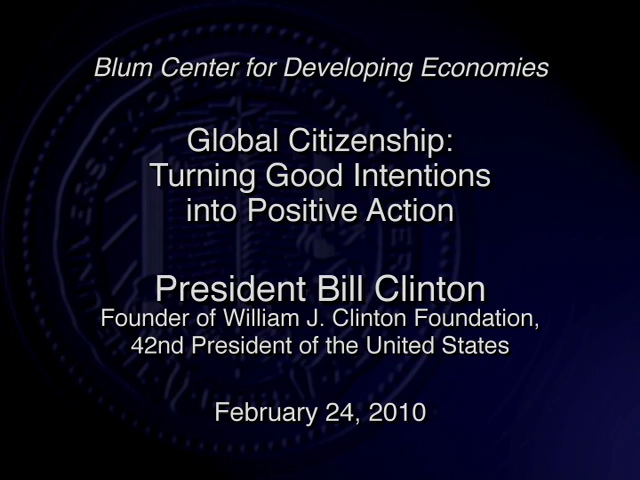 Blum Center for Developing Economies
Global Citizenship:
Turning Good Intentions
into Positive Action
President Bill Clinton
Founder of William J. Clinton Foundation,
42nd President of the United States
February 24, 2010